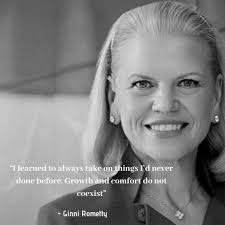 “I learned to always take on things I'd never
done before. Growth and comfort do not
coexist”
- Ginni Rometty